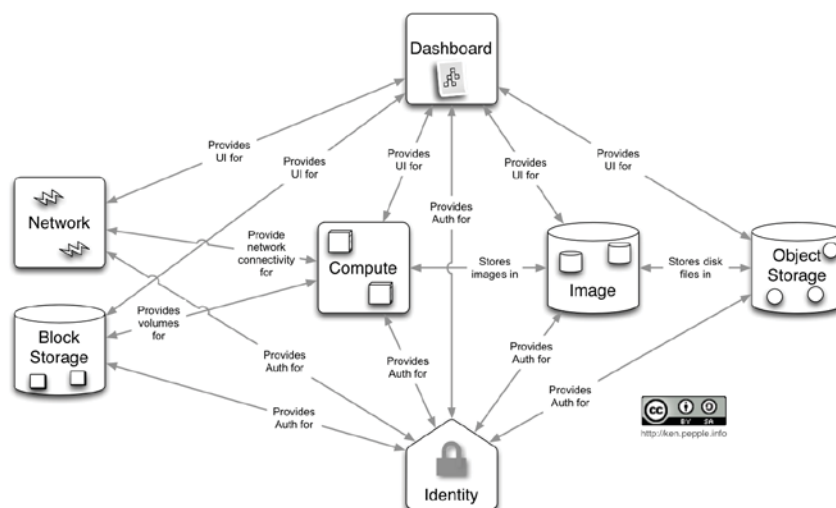 Dashboard
Provides
UI for
Provides
UI for
Provides
UI for
Provides
UI for
Provides
UI for
Provides
Auth for
Network
Provide
network
connectivity
for
Compute
Stores
images in
Image
Stores disk
files in
Object
Storage
Provides
volumes
for
Block
Storage
Provides
Auth for
Provides
Auth for
Provides
Auth for
Provides
Auth for
Provides
Auth for
Identity
cc
BY SA
http://ken.pepple.info